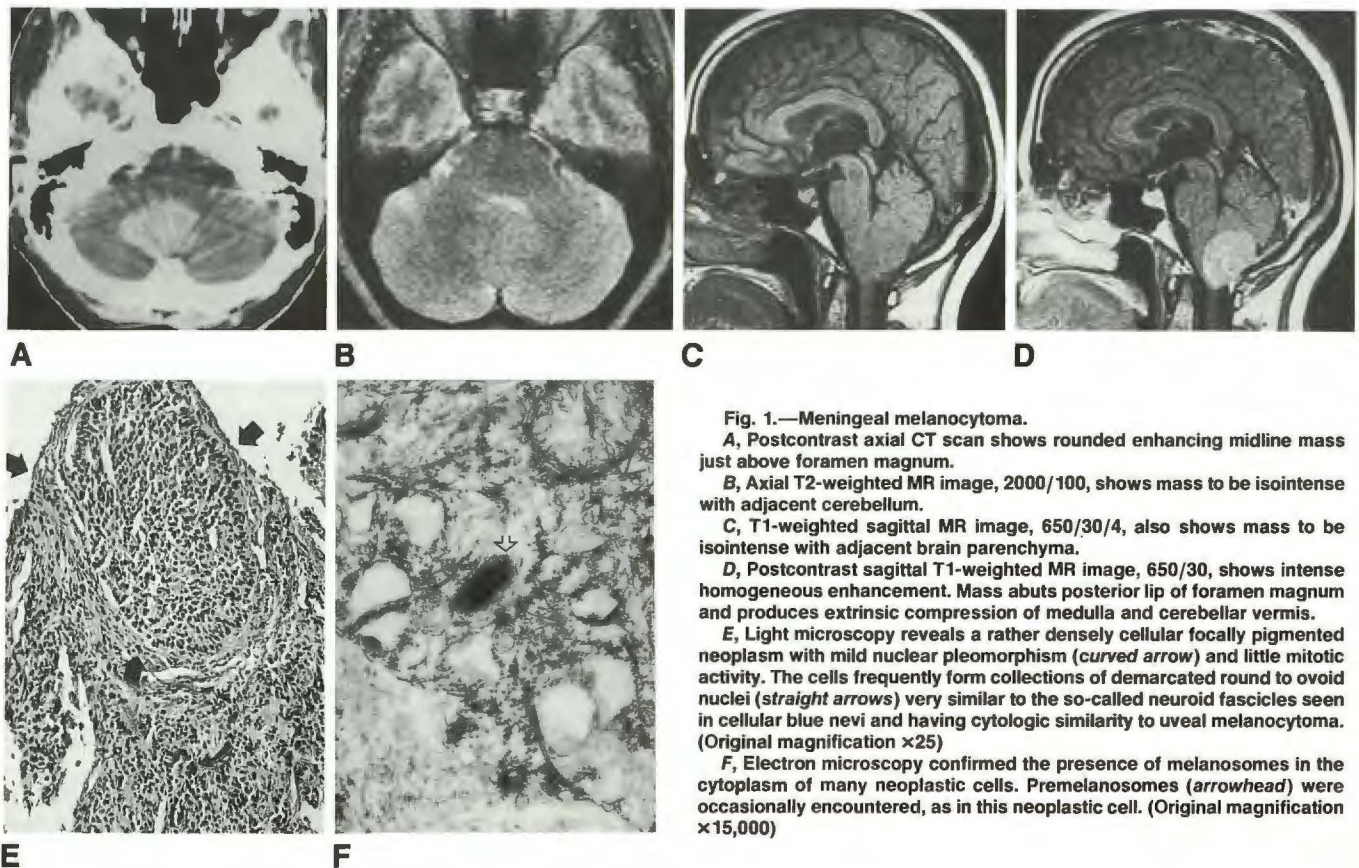 A
B
C
D
E
F
Fig. 1.—Meningeal melanocytoma.
A, Postcontrast axial CT scan shows rounded enhancing midline mass
just above foramen magnum.
B, Axial T2-weighted MR image, 2000/100, shows mass to be isointense
with adjacent cerebellum.
C, T1-weighted sagittal MR image, 650/30/4, also shows mass to be
isointense with adjacent brain parenchyma.
D, Postcontrast sagittal T1-weighted MR image, 650/30, shows intense
homogeneous enhancement. Mass abuts posterior lip of foramen magnum
and produces extrinsic compression of medulla and cerebellar vermis.
E, Light microscopy reveals a rather densely cellular focally pigmented
neoplasm with mild nuclear pleomorphism (curved arrow) and little mitotic
activity. The cells frequently form collections of demarcated round to ovoid
nuclei (straight arrows) very similar to the so-called neuroid fascicles seen
in cellular blue nevi and having cytologic similarity to uveal melanocytoma.
(Original magnification ×25)
F, Electron microscopy confirmed the presence of melanosomes in the
cytoplasm of many neoplastic cells. Premelanosomes (arrowhead) were
occasionally encountered, as in this neoplastic cell. (Original magnification
×15,000)